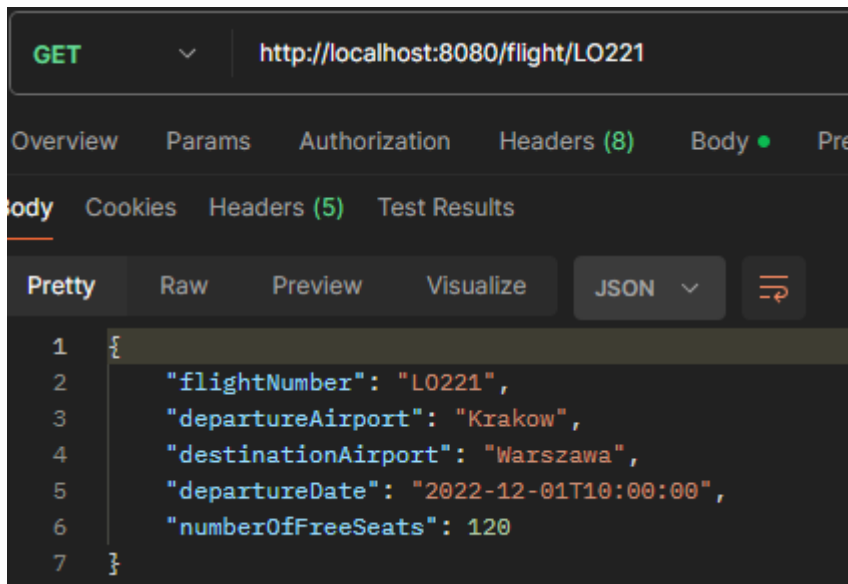 GET http://localhost:8080/flight/LO221
Overview Params Authorization Headers (8) Body Pre
Body Cookies Headers (5) Test Results
Pretty Raw Preview Visualize JSON
1 {
2 "flightNumber": "LO221",
3 "departureAirport": "Krakow",
4 "destinationAirport": "Warszawa",
5 "departureDate": "2022-12-01T10:00:00",
6 "numberOfFreeSeats": 120
7 }